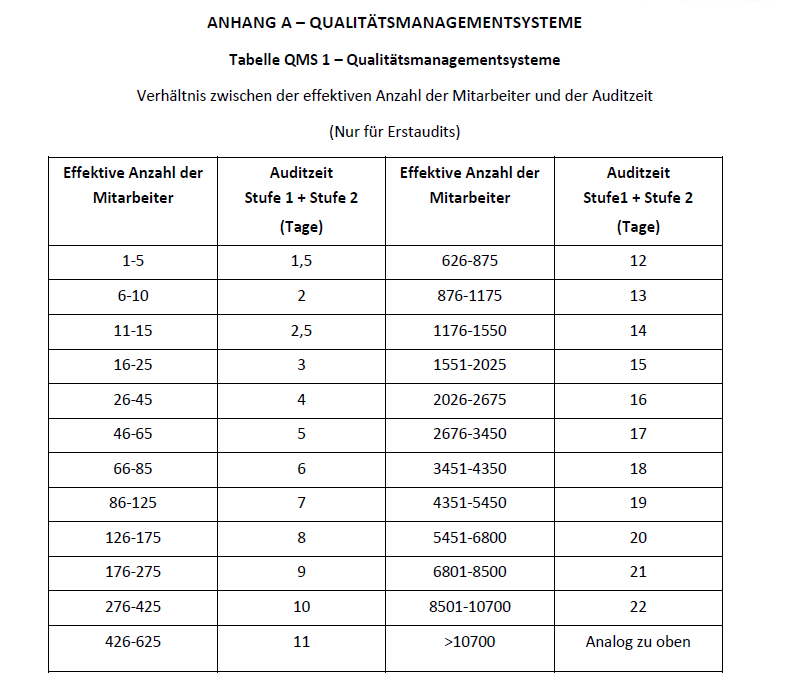 ANHANG A – QUALITÄTSMANAGEMENTSYSTEME
Tabelle QMS 1 – Qualitätsmanagementsysteme
Verhältnis zwischen der effektiven Anzahl der Mitarbeiter und der Auditzeit
(Nur für Erstaudits)
Effektive Anzahl der Mitarbeiter | Auditzeit Stufe 1 + Stufe 2 (Tage) | Effektive Anzahl der Mitarbeiter | Auditzeit Stufe1 + Stufe 2 (Tage)
1-5 | 1,5 | 626-875 | 12
6-10 | 2 | 876-1175 | 13
11-15 | 2,5 | 1176-1550 | 14
16-25 | 3 | 1551-2025 | 15
26-45 | 4 | 2026-2675 | 16
46-65 | 5 | 2676-3450 | 17
66-85 | 6 | 3451-4350 | 18
86-125 | 7 | 4351-5450 | 19
126-175 | 8 | 5451-6800 | 20
176-275 | 9 | 6801-8500 | 21
276-425 | 10 | 8501-10700 | 22
426-625 | 11 | >10700 | Analog zu oben